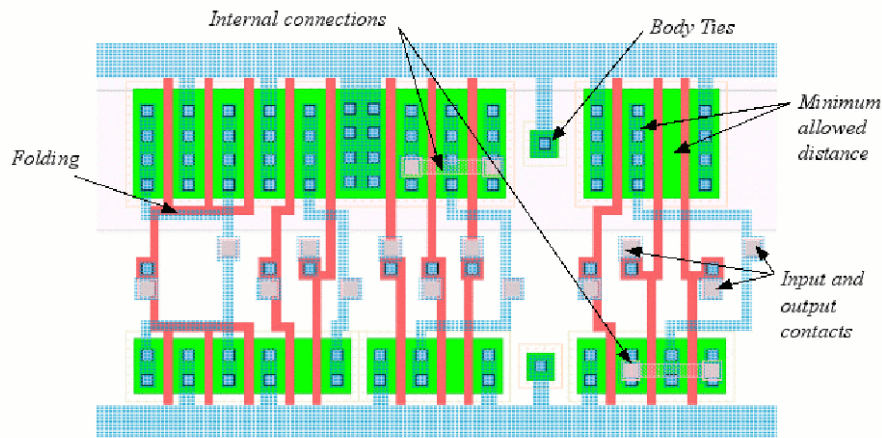 Internal connections
Body Ties
Minimum
allowed
distance
Folding
Input and
output
contacts